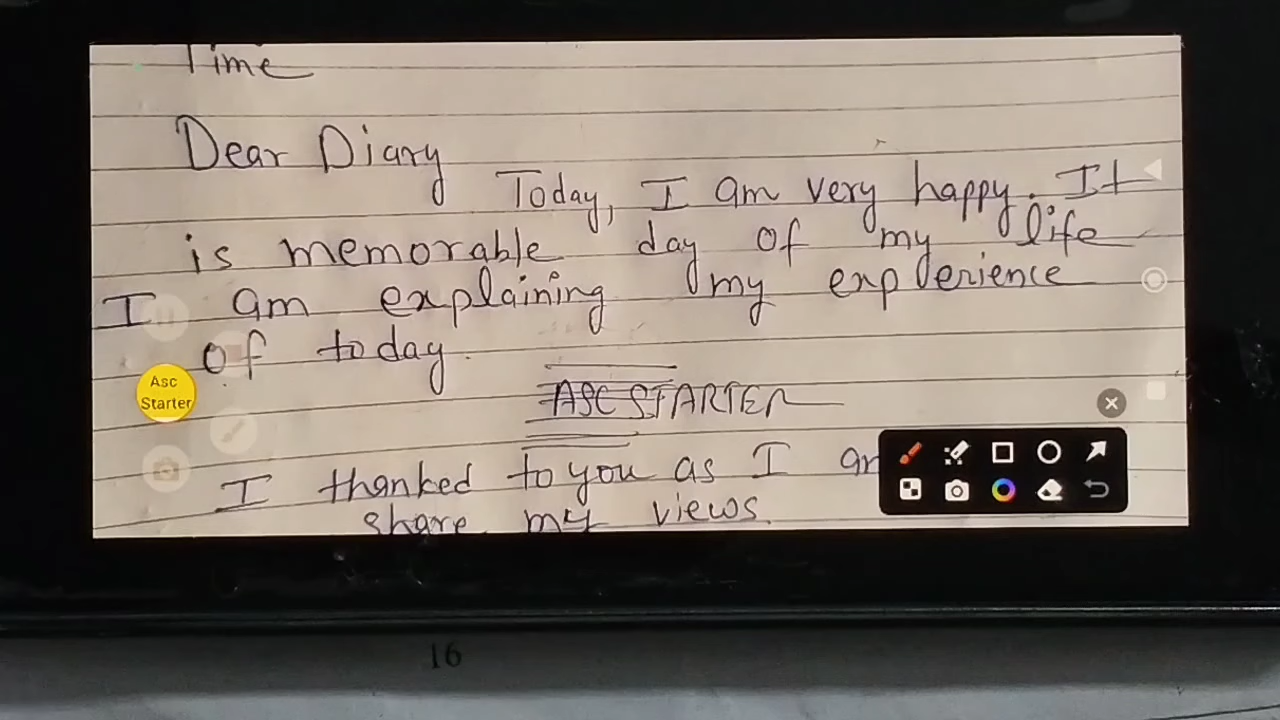 Time
Dear Diary
Today, I am very happy. It
is memorable day of my life
I am explaining my experience
of today.
Asc
Starter
ASC STARTER
I thanked to you as I
share my views.
16